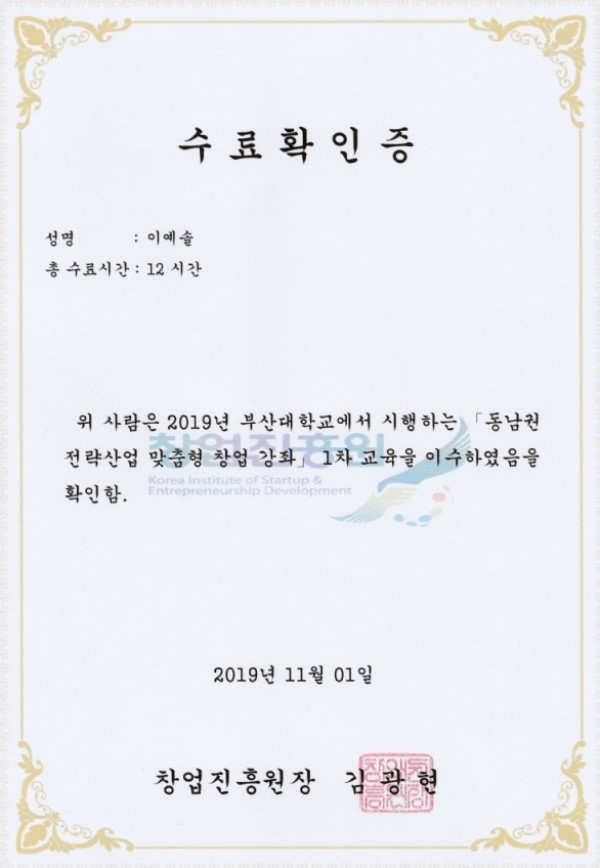 수료확인증
성명 : 이예솔
총 수료시간 : 12 시간
위 사람은 2019년 부산대학교에서 시행하는 「동남권
전략산업 맞춤형 창업 강좌」 1차 교육을 이수하였음을
확인함.
창업진흥원
Korea Institute of Startup &
Entrepreneurship Development
2019년 11월 01일
창업진흥원장 김광현